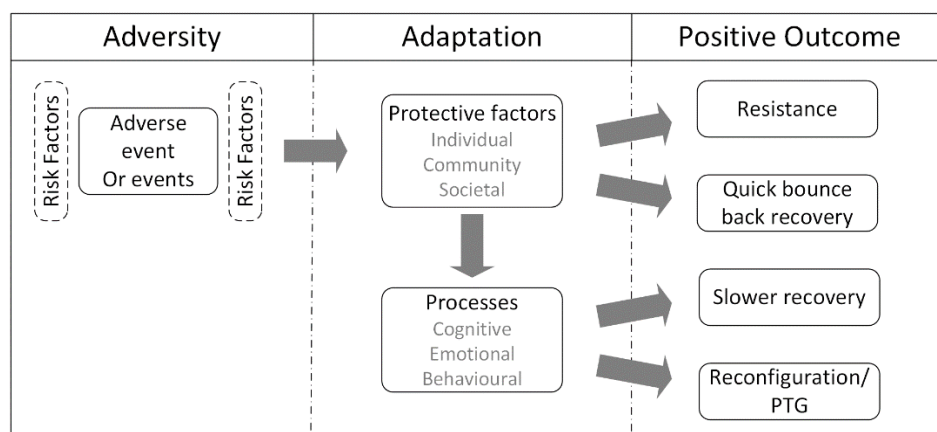 Adversity
Adaptation
Positive Outcome
Risk Factors
Adverse
event
Or events
Risk Factors
Protective factors
Individual
Community
Societal
Processes
Cognitive
Emotional
Behavioural
Resistance
Quick bounce
back recovery
Slower recovery
Reconfiguration/
PTG